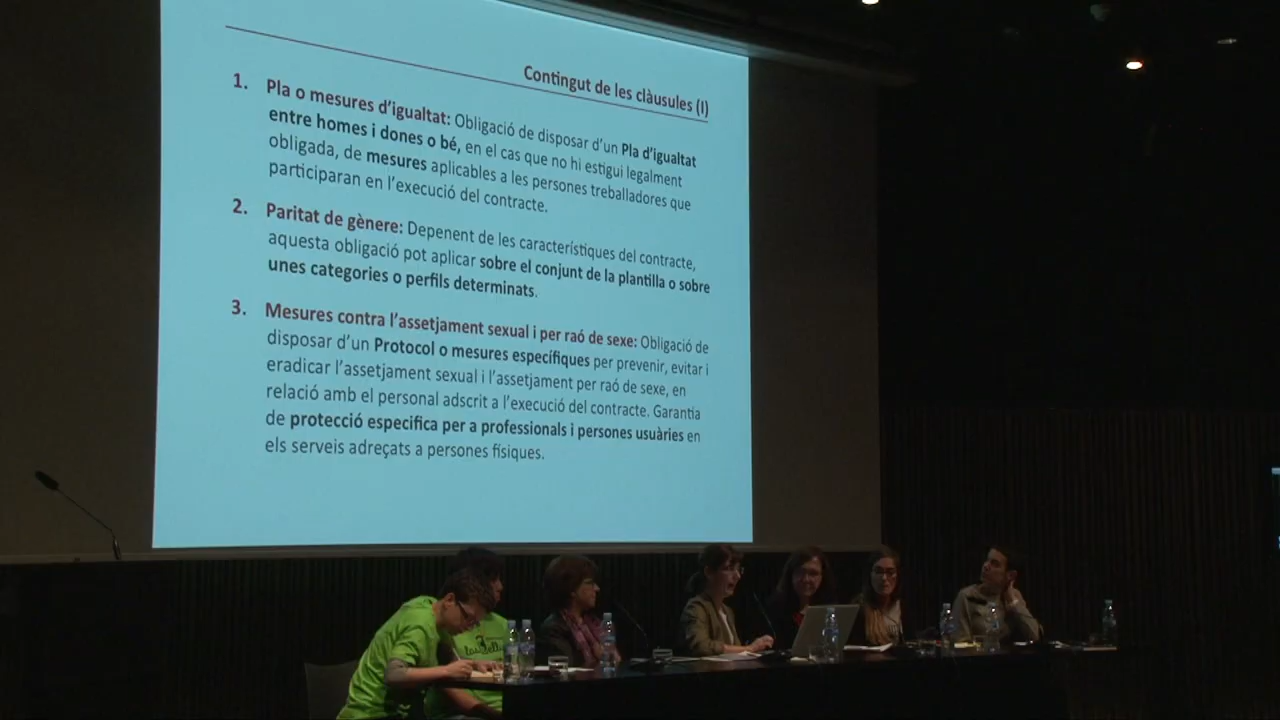 Contingut de les clàusules (I)
1. Pla o mesures d'igualtat: Obligació de disposar d'un Pla d'igualtat
entre homes i dones o bé, en el cas que no hi estigui legalment
obligada, de mesures aplicables a les persones treballadores que
participaran en l'execució del contracte.
2. Paritat de gènere: Depenent de les característiques del contracte,
aquesta obligació pot aplicar sobre el conjunt de la plantilla o sobre
unes categories o perfils determinats.
3. Mesures contra l'assetjament sexual i per raó de sexe: Obligació de
disposar d'un Protocol o mesures específiques per prevenir, evitar i
eradicar l'assetjament sexual i l'assetjament per raó de sexe, en
relació amb el personal adscrit a l'execució del contracte. Garantia
de protecció especifica per a professionals i persones usuàries en
els serveis adreçats a persones físiques.